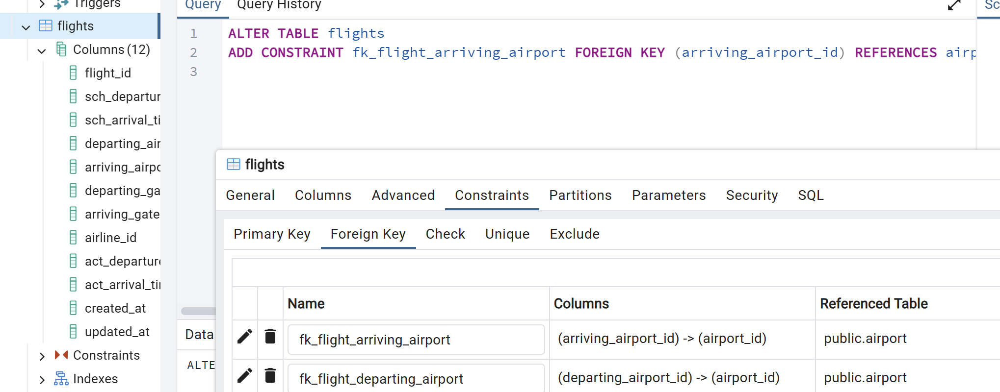 Triggers
flights
Columns (12)
flight_id
sch_departur
sch_arrival_ti
departing_air
arriving_airpo
departing_ga
arriving_gate
airline_id
act_departure
act_arrival_tir
created_at
updated_at
Constraints
Indexes
Query Query History
Sc
1 ALTER TABLE flights
2 ADD CONSTRAINT fk_flight_arriving_airport FOREIGN KEY (arriving_airport_id) REFERENCES airp
3
Data
ALTE
flights
General Columns Advanced Constraints Partitions Parameters Security SQL
Primary Key Foreign Key Check Unique Exclude
Name Columns Referenced Table
fk_flight_arriving_airport (arriving_airport_id) -> (airport_id) public.airport
fk_flight_departing_airport (departing_airport_id) -> (airport_id) public.airport